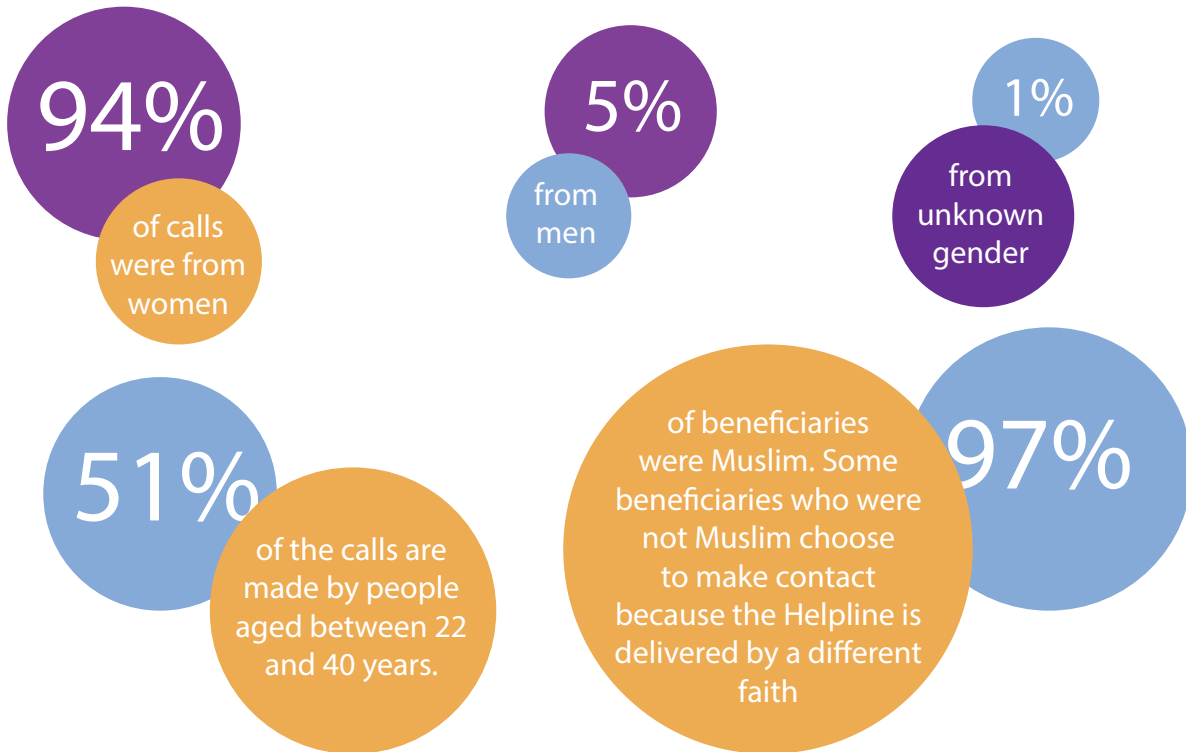 94%
of calls
were from
women
5%
from
men
1%
from
unknown
gender
51%
of the calls are
made by people
aged between 22
and 40 years.
97%
of beneficiaries
were Muslim. Some
beneficiaries who were
not Muslim choose
to make contact
because the Helpline is
delivered by a different
faith